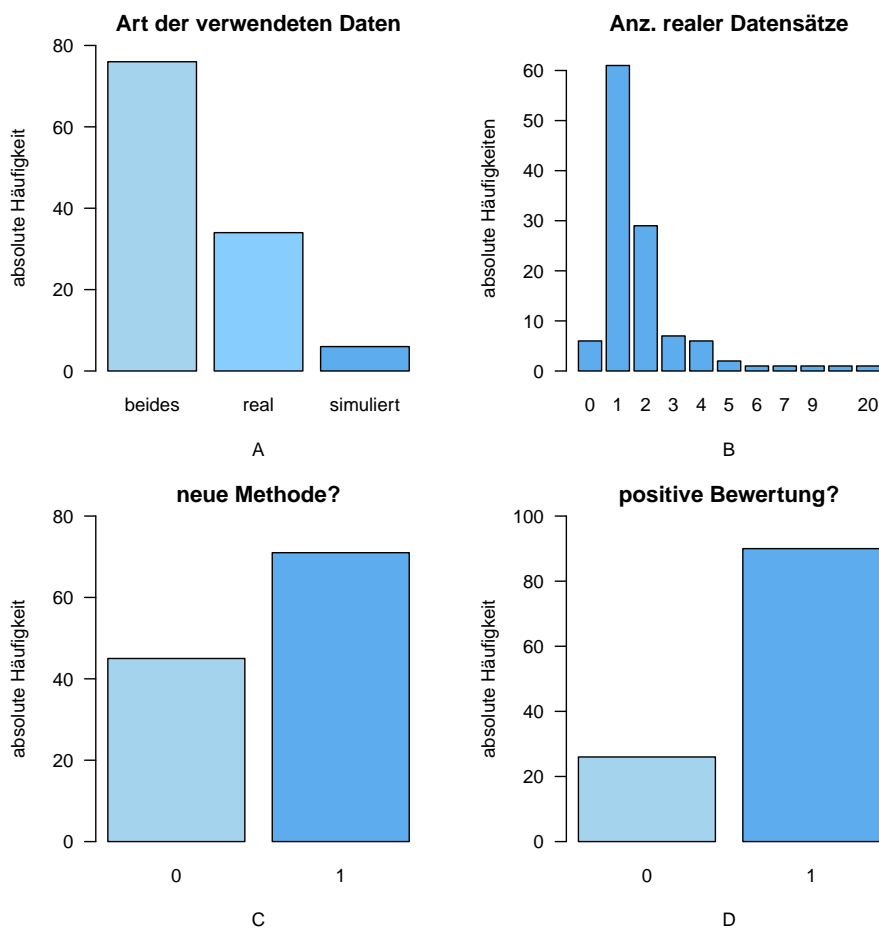 Art der verwendeten Daten
absolute Häufigkeit
80
60
40
20
0
beides real simuliert
A
Anz. realer Datensätze
absolute Häufigkeiten
60
50
40
30
20
10
0
0 1 2 3 4 5 6 7 9 20
B
neue Methode?
absolute Häufigkeit
80
60
40
20
0
0 1
C
positive Bewertung?
absolute Häufigkeit
100
80
60
40
20
0
0 1
D